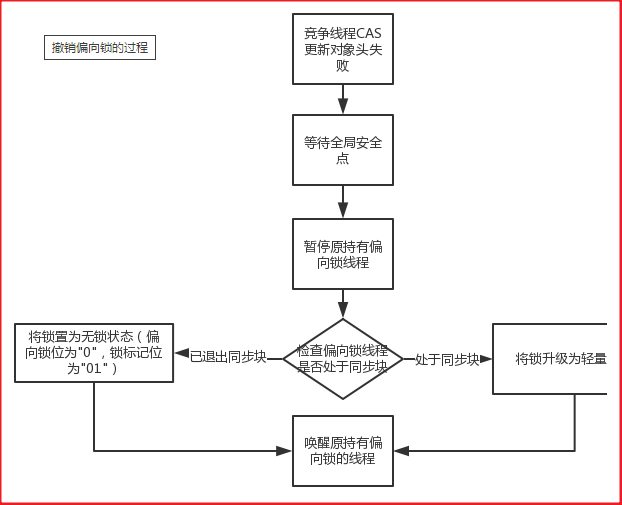 撤销偏向锁的过程
竞争线程CAS
更新对象头失
败
等待全局安全
点
暂停原持有偏
向锁线程
检查偏向锁线程
是否处于同步块
已退出同步块
处于同步块
将锁置为无锁状态（偏
向锁位为"0"，锁标记位
为"01"）
将锁升级为轻量
唤醒原持有偏
向锁的线程